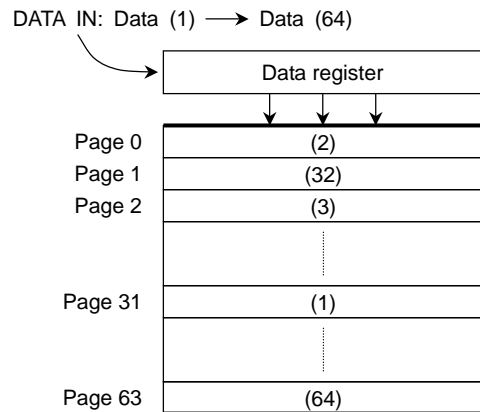 DATA IN: Data (1) → Data (64)
Data register
Page 0 (2)
Page 1 (32)
Page 2 (3)
Page 31 (1)
Page 63 (64)